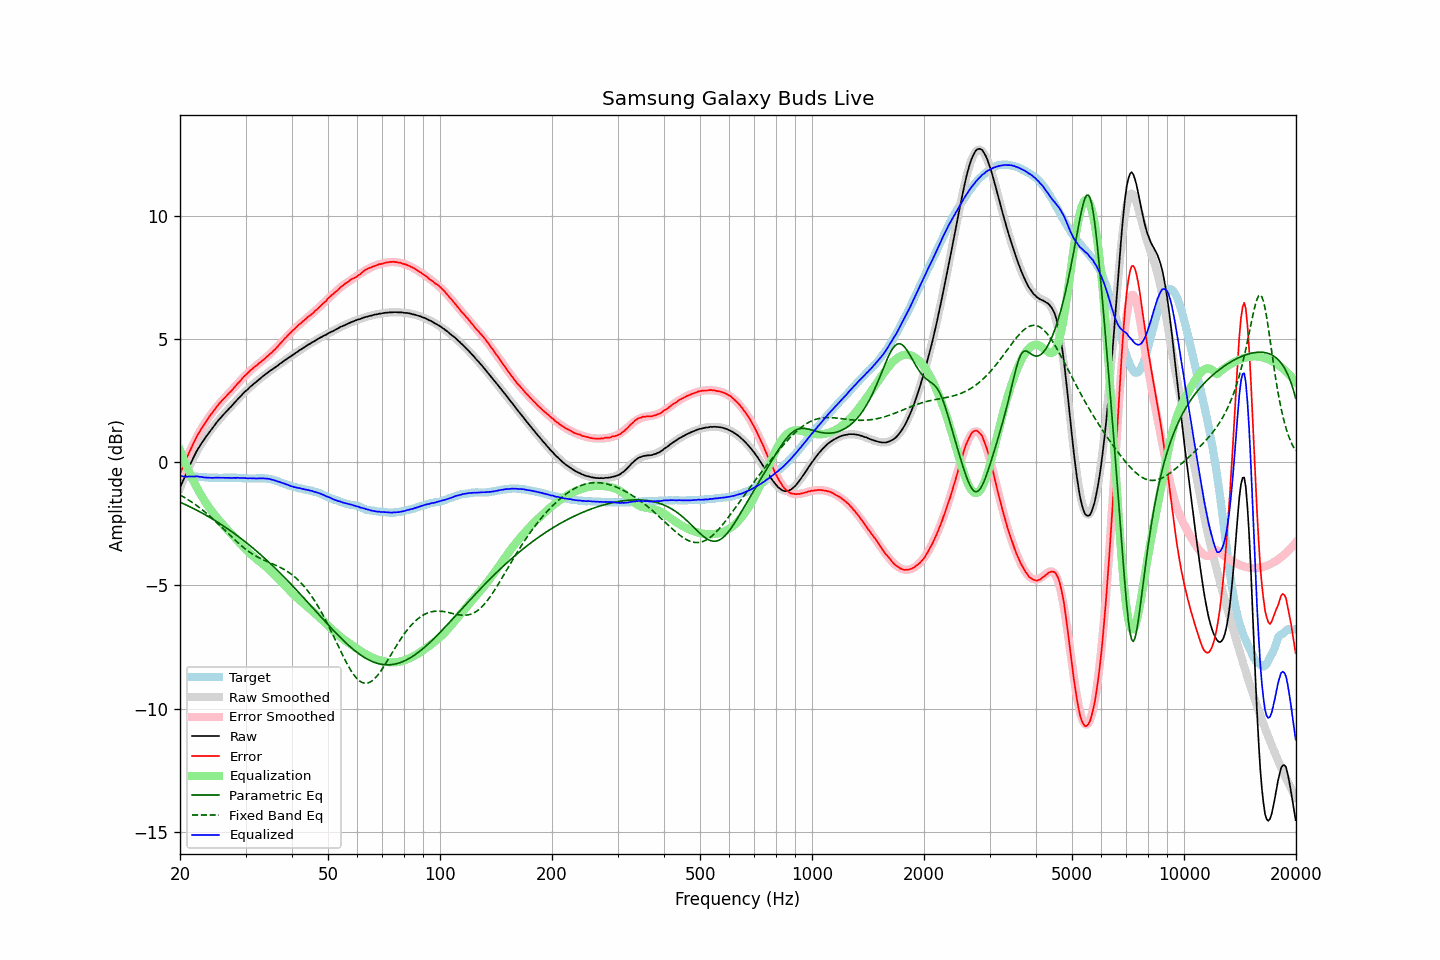 Samsung Galaxy Buds Live
Amplitude (dBr)
10
5
0
−5
−10
−15
Target
Raw Smoothed
Error Smoothed
Raw
Error
Equalization
Parametric Eq
Fixed Band Eq
Equalized
20 50 100 200 500 1000 2000 5000 10000 20000
Frequency (Hz)